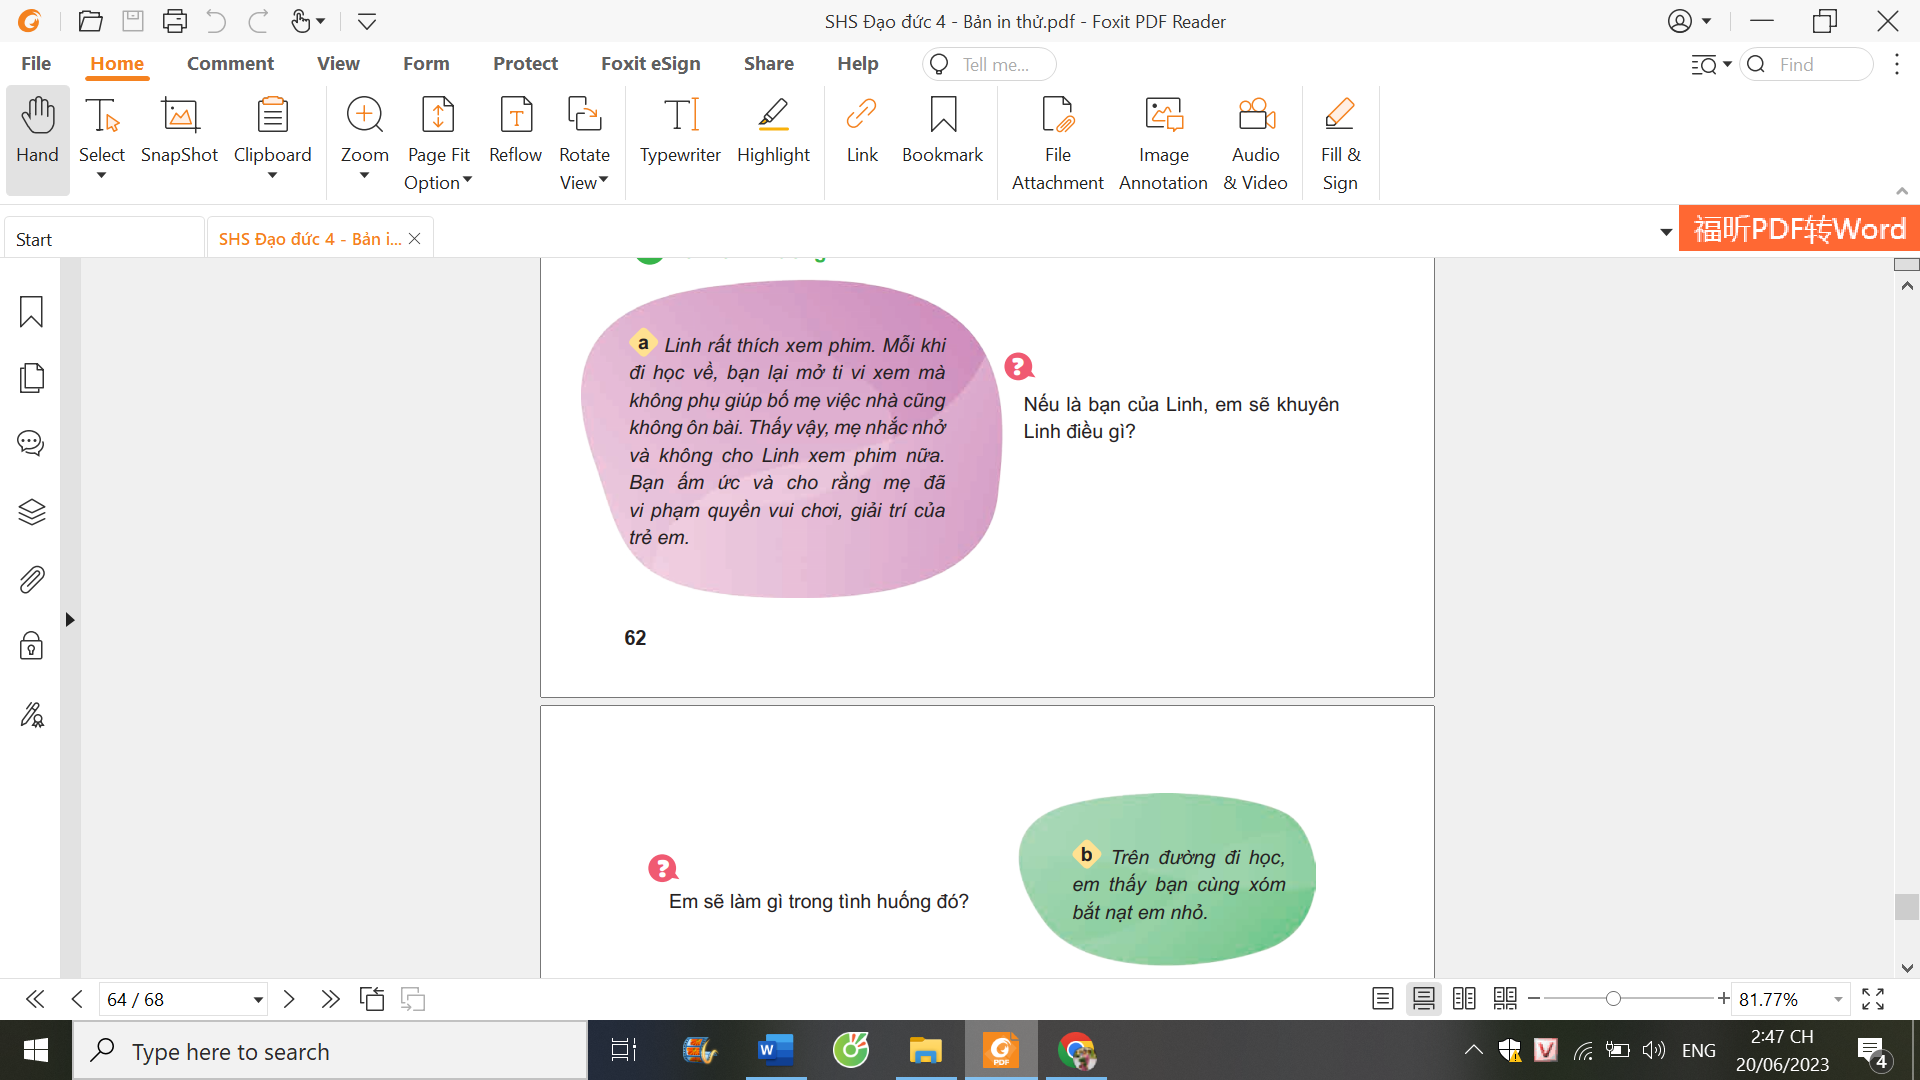 SHS Đạo đức 4 - Bản in thử.pdf - Foxit PDF Reader
File Home Comment View Form Protect Foxit eSign Share Help Tell me... Find
Hand Select SnapShot Clipboard Zoom Page Fit Option Reflow Rotate View Typewriter Highlight Link Bookmark File Attachment Image Annotation Audio & Video Fill & Sign
Start SHS Đạo đức 4 - Bản i... 福昕PDF转Word
a Linh rất thích xem phim. Mỗi khi
đi học về, bạn lại mở ti vi xem mà
không phụ giúp bố mẹ việc nhà cũng
không ôn bài. Thấy vậy, mẹ nhắc nhở
và không cho Linh xem phim nữa.
Bạn ấm ức và cho rằng mẹ đã
vi phạm quyền vui chơi, giải trí của
trẻ em.
?
Nếu là bạn của Linh, em sẽ khuyên
Linh điều gì?
62
?
Em sẽ làm gì trong tình huống đó?
b Trên đường đi học,
em thấy bạn cùng xóm
bắt nạt em nhỏ.
64 / 68 81.77%
Type here to search ENG 2:47 CH
20/06/2023 4